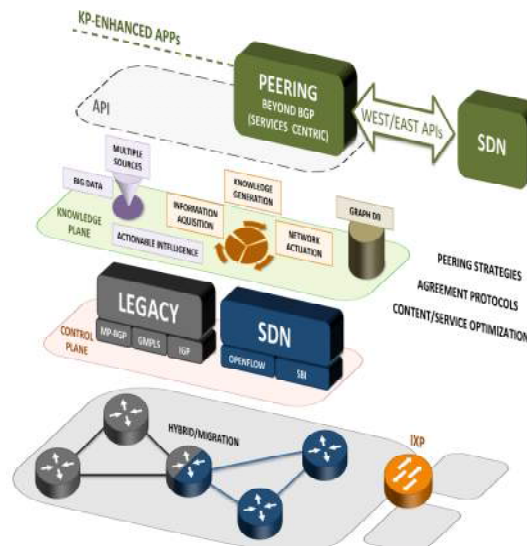 KP-ENHANCED APPs
PEERING
BEYOND BGP
(SERVICES CENTRIC)
API
WEST/EAST APIs
SDN
MULTIPLE
SOURCES
BIG DATA
KNOWLEDGE
GENERATION
INFORMATION
AQUISITION
GRAPH DB
KNOWLEDGE
PLANE
ACTIONABLE INTELLIGENCE
NETWORK
ACTUATION
PEERING STRATEGIES
AGREEMENT PROTOCOLS
CONTENT/SERVICE OPTIMIZATION
LEGACY
MP-BGP
GMPLS
IGP
SDN
OPENFLOW
SBI
CONTROL
PLANE
HYBRID/MIGRATION
IXP